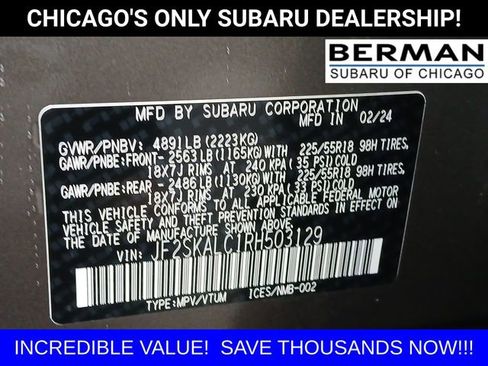 CHICAGO'S ONLY SUBARU DEALERSHIP!
BERMAN
SUBARU OF CHICAGO
MFD BY SUBARU CORPORATION MFD IN 02/24
GVWR/PNBV: 4891LB(2223KG)
GAWR/PNBE:FRONT-2563LB(1165KG)WITH 225/55R18 98H TIRES,
18X7J RIMS AT 240 KPA(35 PSI)COLD
GAWR/PNBE:REAR -2486LB(1130KG)WITH 225/55R18 98H TIRES,
18X7J RIMS AT 230 KPA(33 PSI)COLD
THIS VEHICLE CONFORMS TO ALL APPLICABLE FEDERAL MOTOR
VEHICLE SAFETY AND THEFT PREVENTION STANDARDS IN EFFECT
ON THE DATE OF MANUFACTURE SHOWN ABOVE.
VIN: JF2SKALC1RH503129
TYPE:MPV/VTUM ICES/NMB-002
INCREDIBLE VALUE! SAVE THOUSANDS NOW!!!